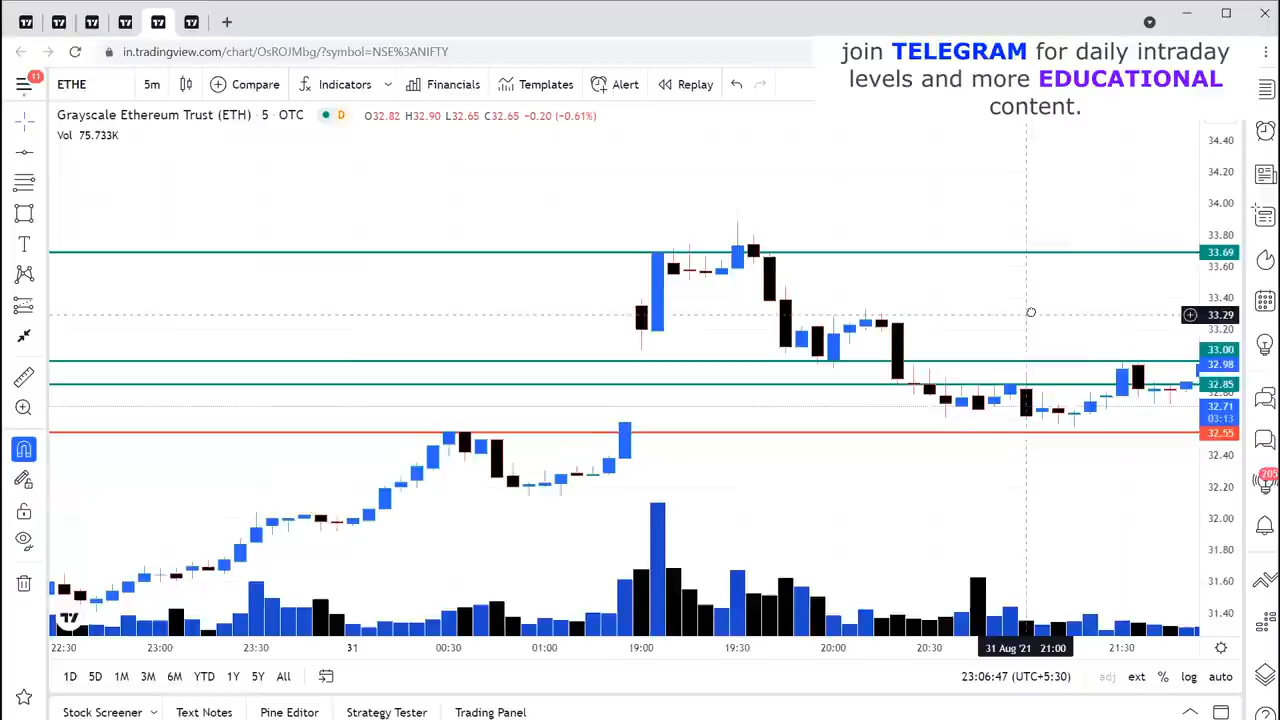 in.tradingview.com/chart/OsROJMbg/?symbol=NSE%3ANIFTY
join TELEGRAM for daily intraday
levels and more EDUCATIONAL
content.
11
ETHE 5m Compare Indicators Financials Templates Alert Replay
Grayscale Ethereum Trust (ETH) · 5 · OTC D O32.82 H32.90 L32.65 C32.65 −0.20 (−0.61%)
Vol 75.733K
34.40
34.20
34.00
33.80
33.69
33.60
33.40
33.29
33.20
33.00
32.98
32.85
32.71
03:13
32.55
32.40
32.20
32.00
31.80
31.60
31.40
205
22:30 23:00 23:30 31 00:30 01:00 19:00 19:30 20:00 20:30 31 Aug '21 21:00 21:30
1D 5D 1M 3M 6M YTD 1Y 5Y All 23:06:47 (UTC+5:30) adj ext % log auto
Stock Screener Text Notes Pine Editor Strategy Tester Trading Panel